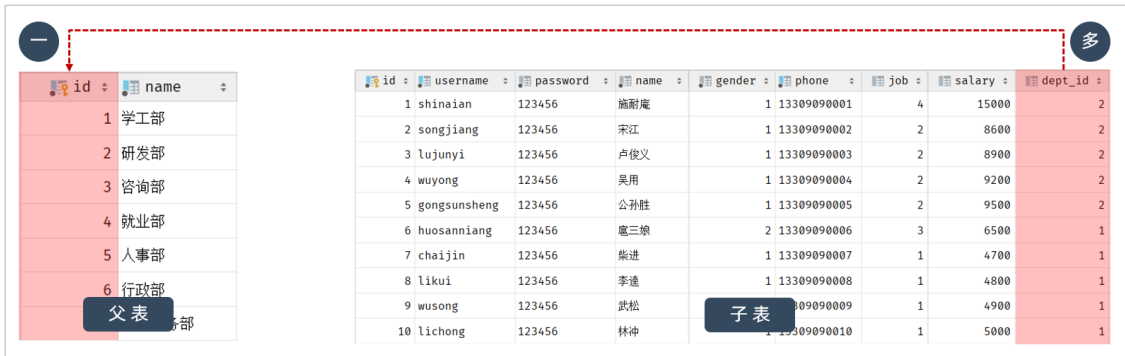 一 多
id name
1 学工部
2 研发部
3 咨询部
4 就业部
5 人事部
6 行政部
务部
父表
id username password name gender phone job salary dept_id
1 shinaian 123456 施耐庵 1 13309090001 4 15000 2
2 songjiang 123456 宋江 1 13309090002 2 8600 2
3 lujunyi 123456 卢俊义 1 13309090003 2 8900 2
4 wuyong 123456 吴用 1 13309090004 2 9200 2
5 gongsunsheng 123456 公孙胜 1 13309090005 2 9500 2
6 huosanniang 123456 扈三娘 2 13309090006 3 6500 1
7 chaijin 123456 柴进 1 13309090007 1 4700 1
8 likui 123456 李逵 1 13309090008 1 4800 1
9 wusong 123456 武松 09090009 1 4900 1
10 lichong 123456 林冲 09090010 1 5000 1
子表